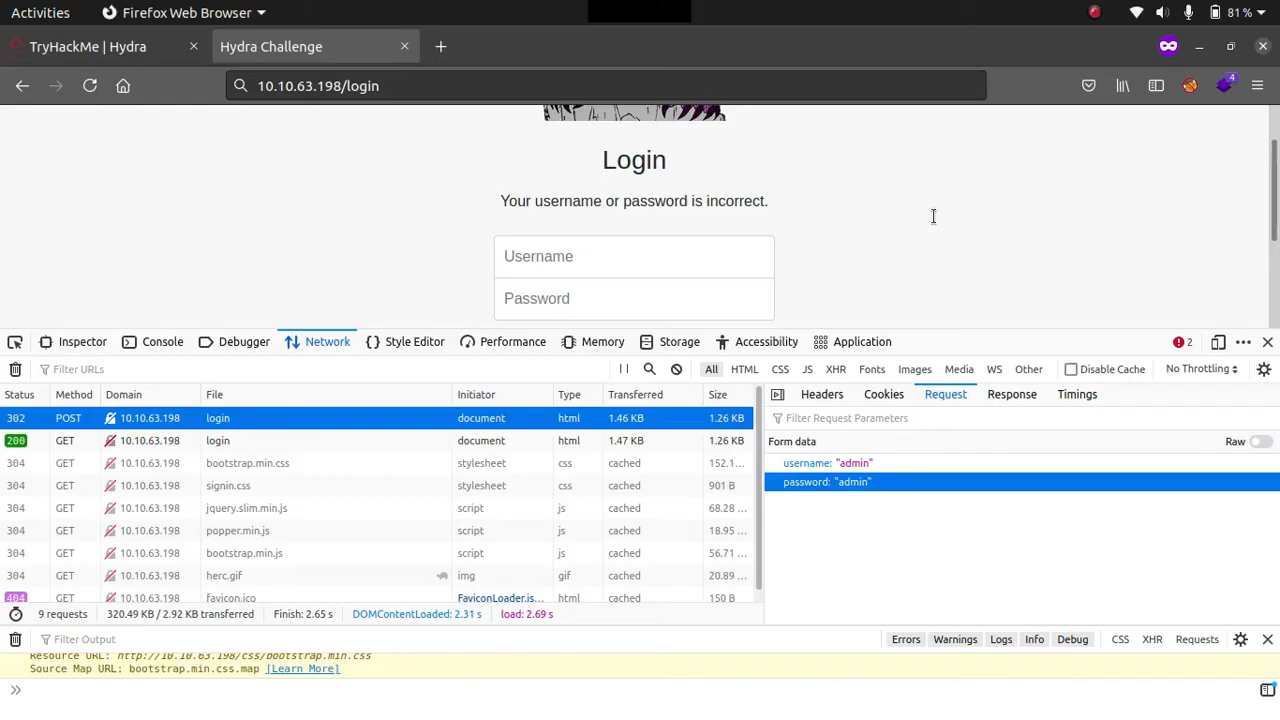 Activities Firefox Web Browser 81%
TryHackMe | Hydra Hydra Challenge
10.10.63.198/login 4
Login
Your username or password is incorrect.
Username
Password
Inspector Console Debugger Network Style Editor Performance Memory Storage Accessibility Application 2
Filter URLs All HTML CSS JS XHR Fonts Images Media WS Other Disable Cache No Throttling
Status Method Domain File Initiator Type Transferred Size Headers Cookies Request Response Timings
302 POST 10.10.63.198 login document html 1.46 KB 1.26 KB Filter Request Parameters
200 GET 10.10.63.198 login document html 1.47 KB 1.26 KB Form data Raw
304 GET 10.10.63.198 bootstrap.min.css stylesheet css cached 152.1... username: "admin"
304 GET 10.10.63.198 signin.css stylesheet css cached 901 B password: "admin"
304 GET 10.10.63.198 jquery.slim.min.js script js cached 68.28 ...
304 GET 10.10.63.198 popper.min.js script js cached 18.95 ...
304 GET 10.10.63.198 bootstrap.min.js script js cached 56.71 ...
304 GET 10.10.63.198 herc.gif img gif cached 20.89 ...
404 GET 10.10.63.198 favicon.ico FaviconLoader.js... html cached 150 B
9 requests 320.49 KB / 2.92 KB transferred Finish: 2.65 s DOMContentLoaded: 2.31 s load: 2.69 s
Filter Output Errors Warnings Logs Info Debug CSS XHR Requests
Resource URL: http://10.10.63.198/css/bootstrap.min.css
Source Map URL: bootstrap.min.css.map [Learn More]